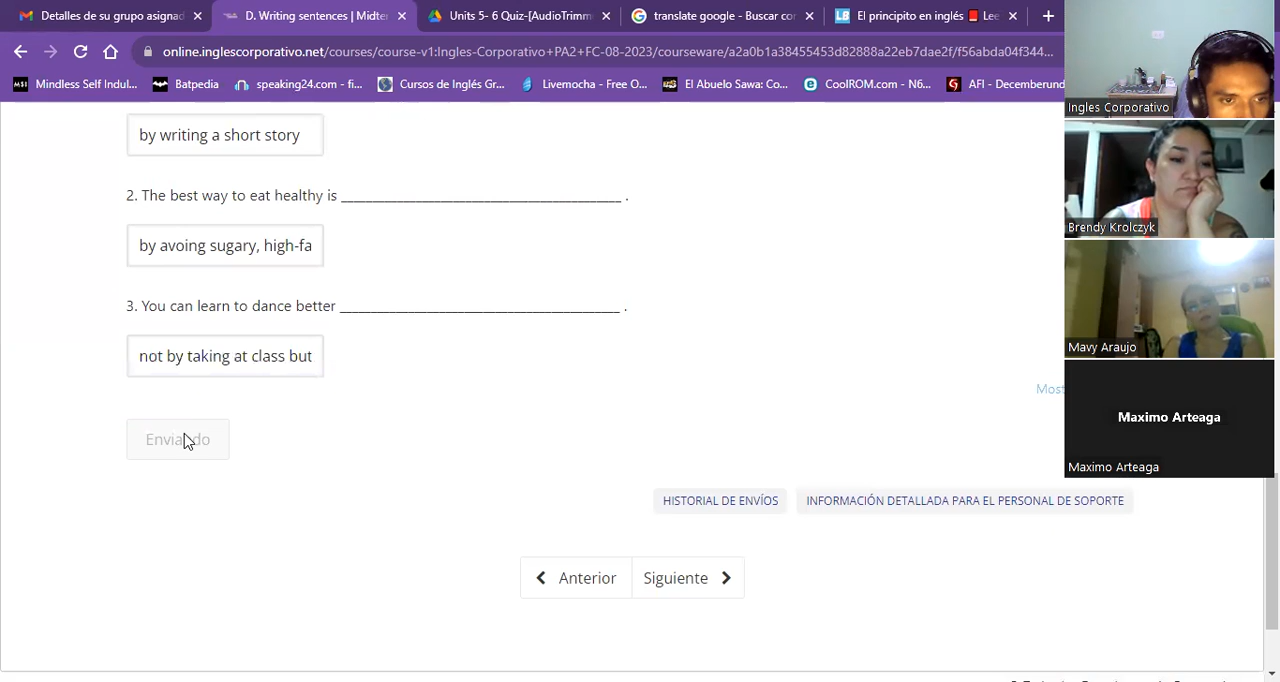 Detalles de su grupo asignad
D. Writing sentences | Midte
Units 5- 6 Quiz-[AudioTrimm
translate google - Buscar co
El principito en inglés Lee
online.inglescorporativo.net/courses/course-v1:Ingles-Corporativo+PA2+FC-08-2023/courseware/a2a0b1a38455453d82888a22eb7dae2f/f56abda04f344...
Mindless Self Indul...
Batpedia
speaking24.com - fi...
Cursos de Inglés Gr...
Livemocha - Free O...
El Abuelo Sawa: Co...
CoolROM.com - N6...
AFI - Decemberund
by writing a short story
2. The best way to eat healthy is ________________________________________ .
by avoing sugary, high-fa
3. You can learn to dance better ________________________________________ .
not by taking at class but
Most
Enviando
HISTORIAL DE ENVÍOS
INFORMACIÓN DETALLADA PARA EL PERSONAL DE SOPORTE
Anterior
Siguiente
Ingles Corporativo
Brendy Krolczyk
Mavy Araujo
Maximo Arteaga
Maximo Arteaga